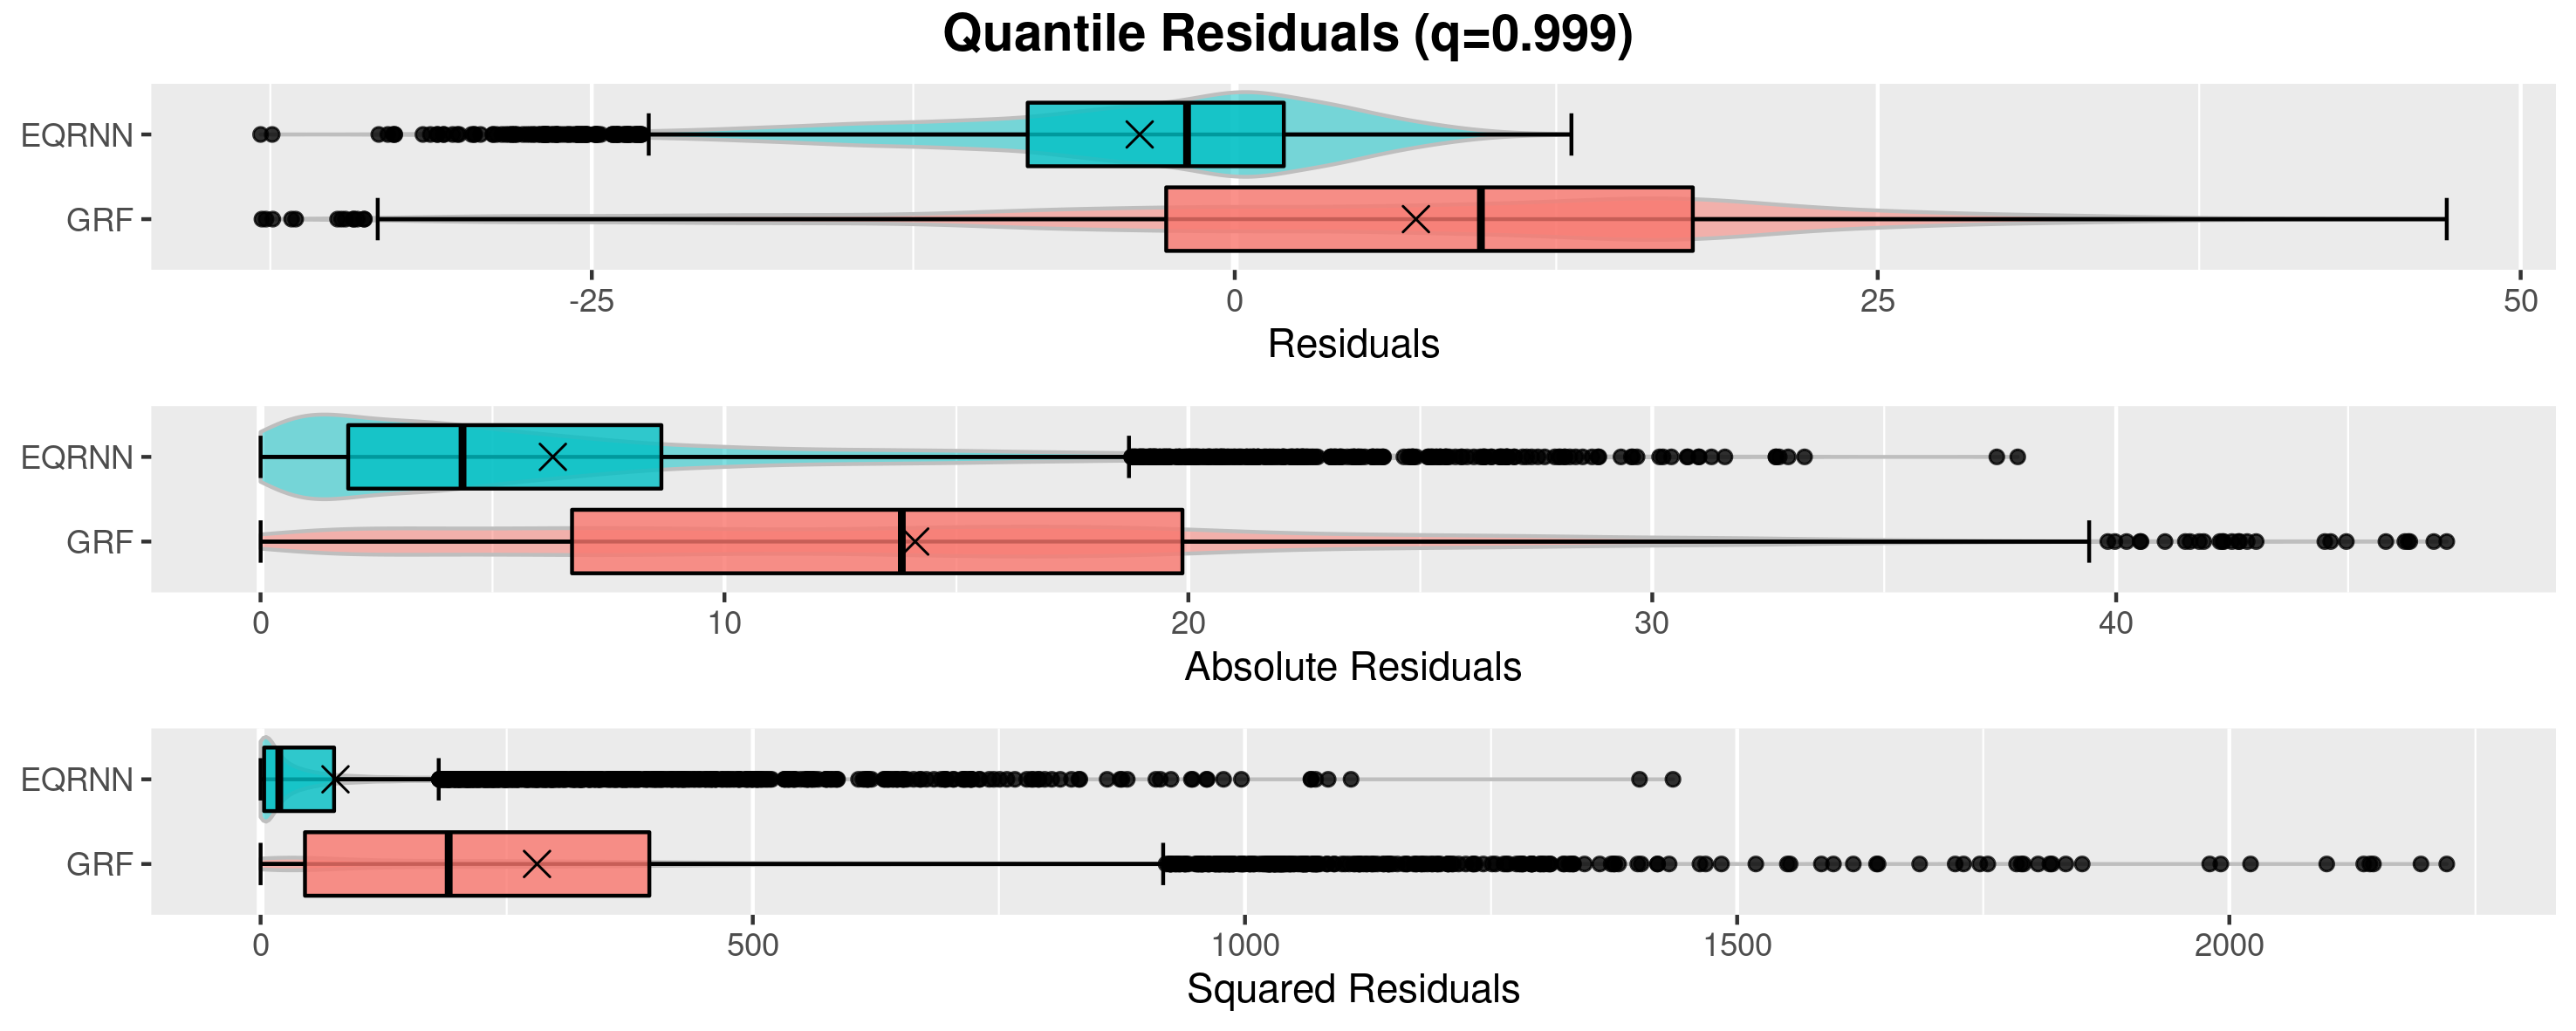 Quantile Residuals (q=0.999)
EQRNN
GRF
-25 0 25 50
Residuals
EQRNN
GRF
0 10 20 30 40
Absolute Residuals
EQRNN
GRF
0 500 1000 1500 2000
Squared Residuals